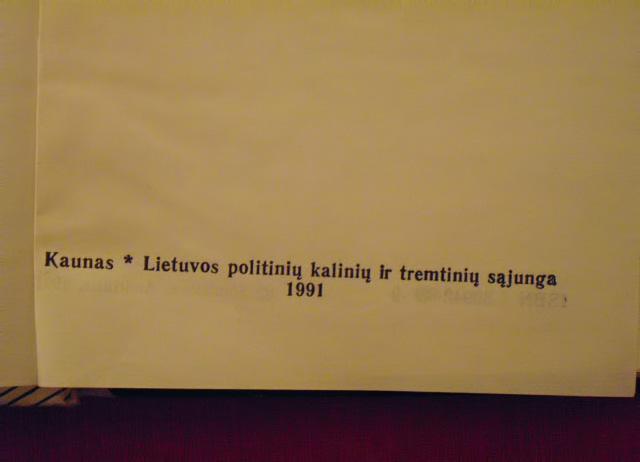 Kaunas * Lietuvos politinių kalinių ir tremtinių sąjunga
1991